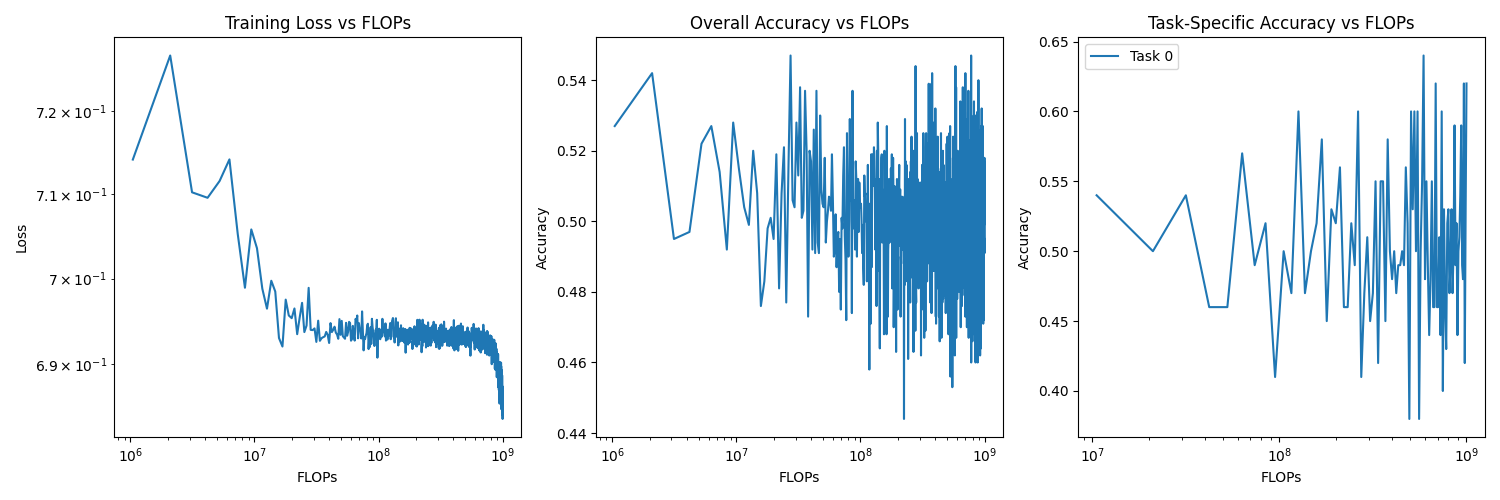 Training Loss vs FLOPs
Loss
7.2 × 10⁻¹
7.1 × 10⁻¹
7 × 10⁻¹
6.9 × 10⁻¹
10⁶
10⁷
10⁸
10⁹
FLOPs
Overall Accuracy vs FLOPs
Accuracy
0.54
0.52
0.50
0.48
0.46
0.44
10⁶
10⁷
10⁸
10⁹
FLOPs
Task-Specific Accuracy vs FLOPs
Task 0
Accuracy
0.65
0.60
0.55
0.50
0.45
0.40
10⁷
10⁸
10⁹
FLOPs